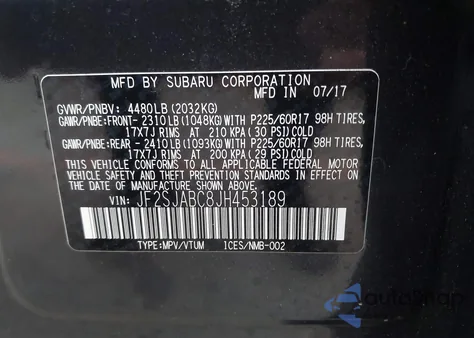 MFD BY SUBARU CORPORATION
MFD IN 07/17
GVWR/PNBV: 4480LB(2032KG)
GAWR/PNBE:FRONT- 2310LB(1048KG)WITH P225/60R17 98H TIRES,
17X7J RIMS AT 210 KPA(30 PSI)COLD
GAWR/PNBE:REAR - 2410LB(1093KG)WITH P225/60R17 98H TIRES,
17X7J RIMS AT 200 KPA(29 PSI)COLD
THIS VEHICLE CONFORMS TO ALL APPLICABLE FEDERAL MOTOR
VEHICLE SAFETY AND THEFT PREVENTION STANDARDS IN EFFECT
ON THE DATE OF MANUFACTURE SHOWN ABOVE.
VIN: JF2SJABC8JH453189
TYPE:MPV/VTUM ICES/NMB-002
autosnap